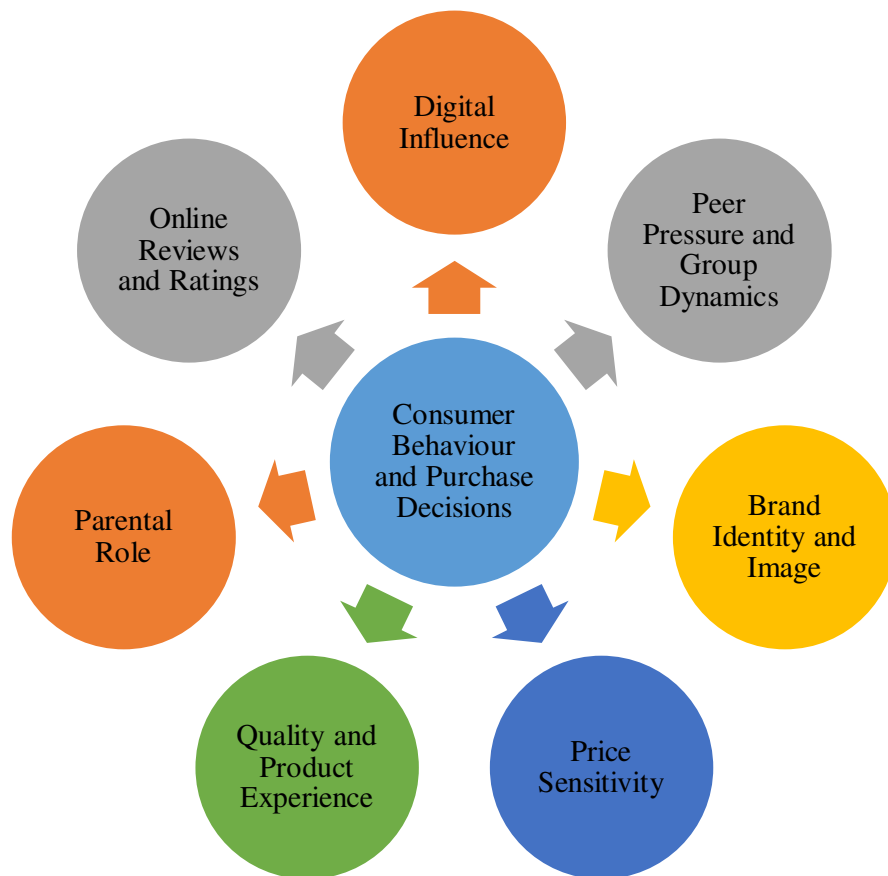 Digital
Influence
Peer
Pressure and
Group
Dynamics
Brand
Identity and
Image
Price
Sensitivity
Quality and
Product
Experience
Parental
Role
Online
Reviews
and Ratings
Consumer
Behaviour
and Purchase
Decisions